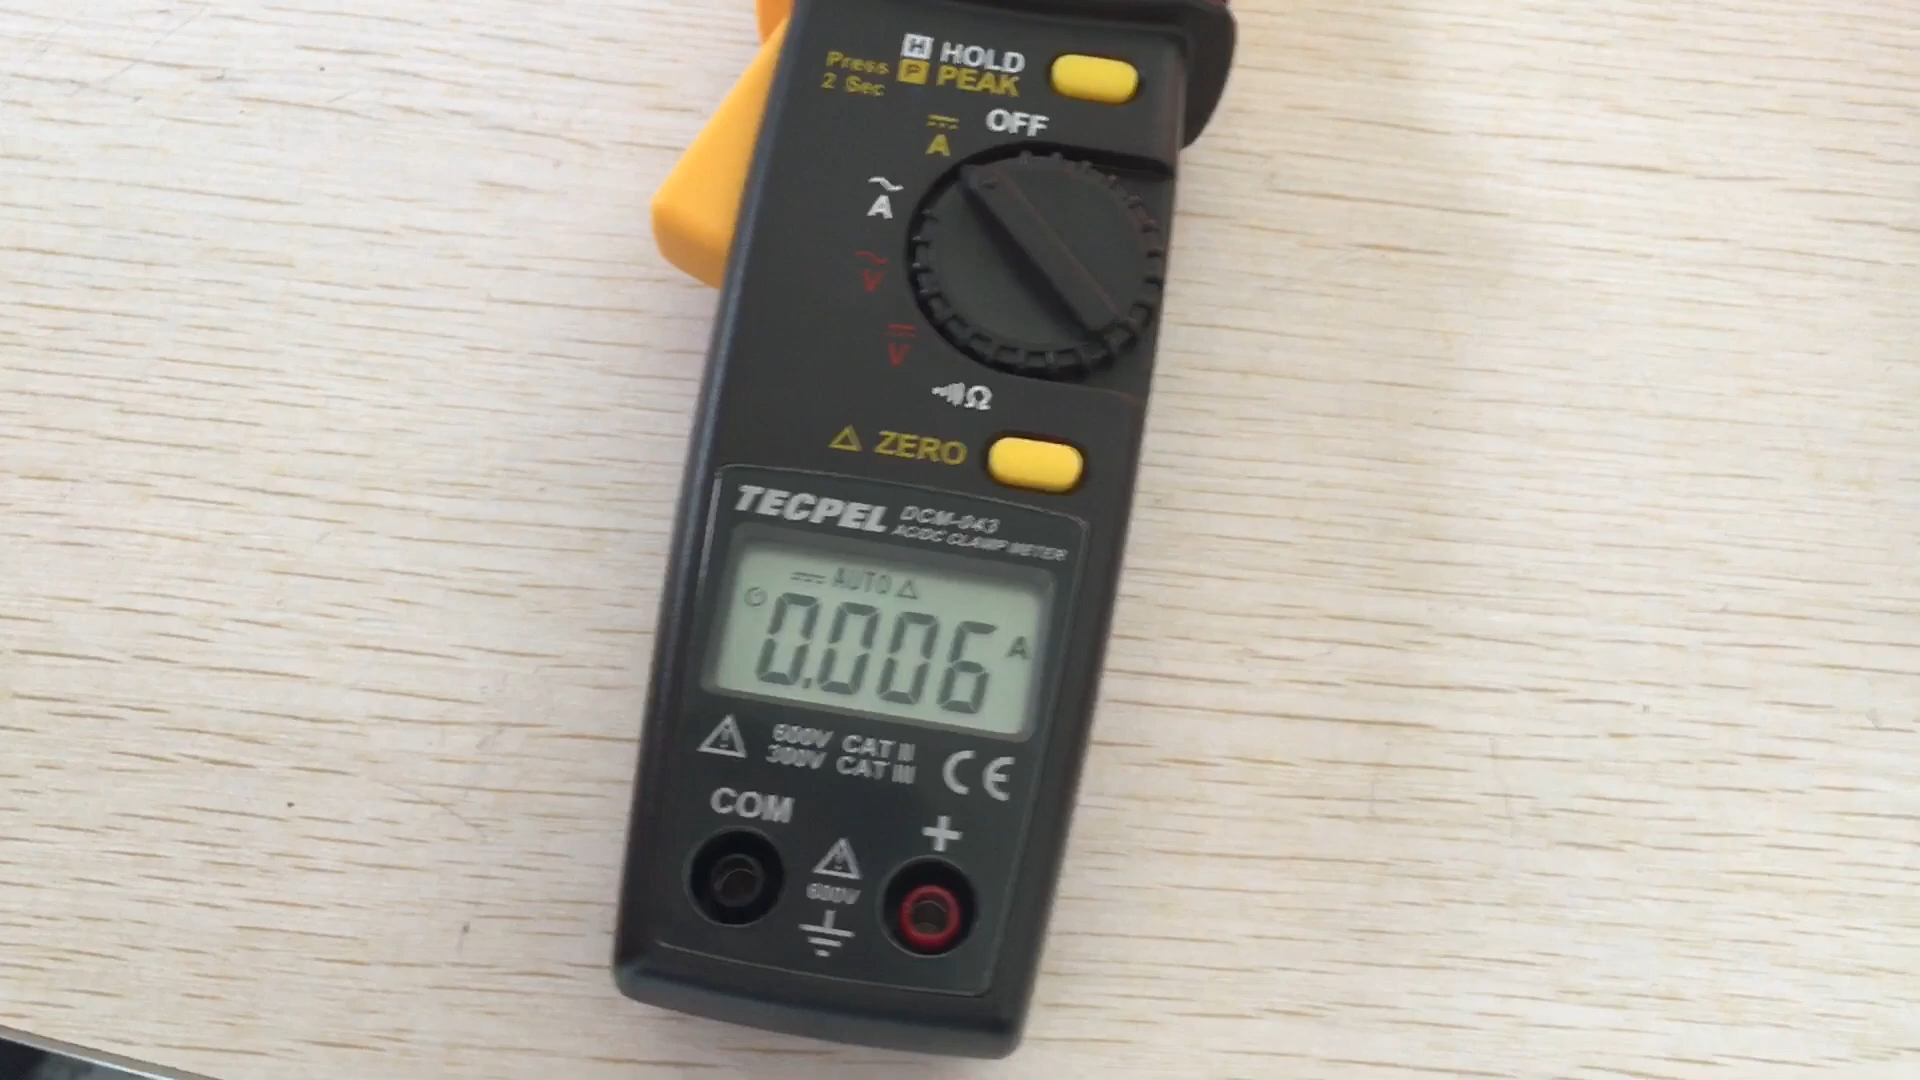 H HOLD
Press P PEAK
2 Sec
OFF
A
A
V
V
Ω
△ ZERO
TECPEL DCM-043
AC/DC CLAMP METER
AUTO △
0.006 A
600V CAT II
300V CAT III
CE
COM
+
600V